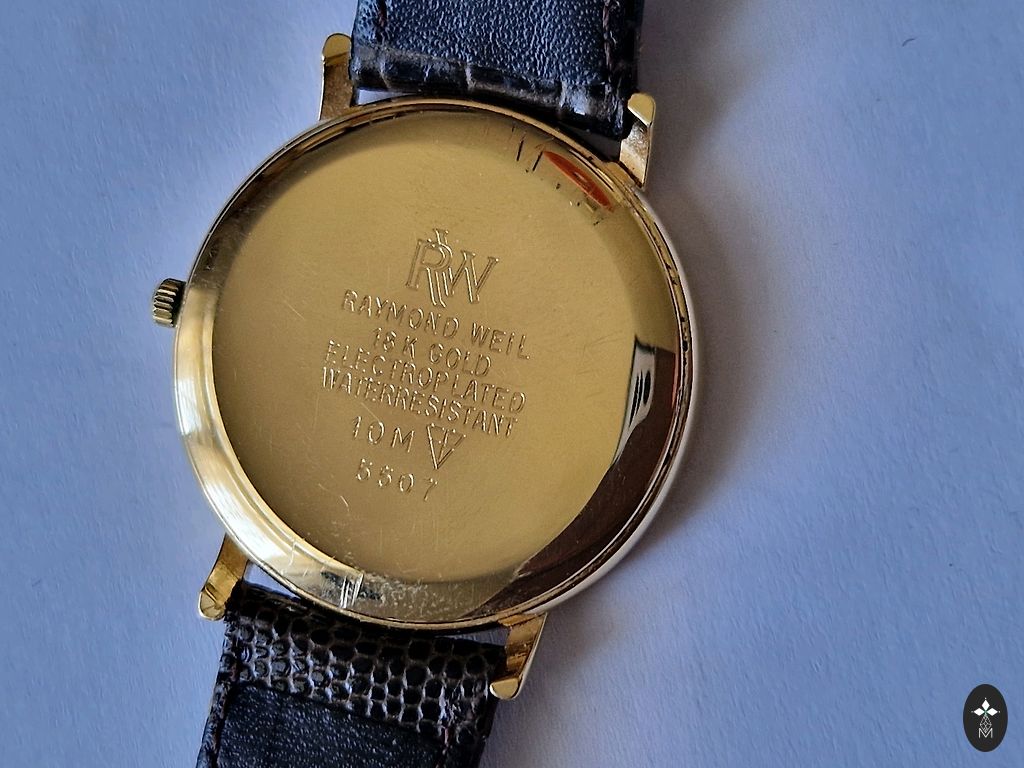 RW
RAYMOND WEIL
18 K GOLD
ELECTROPLATED
WATERRESISTANT
10 M
5507
M